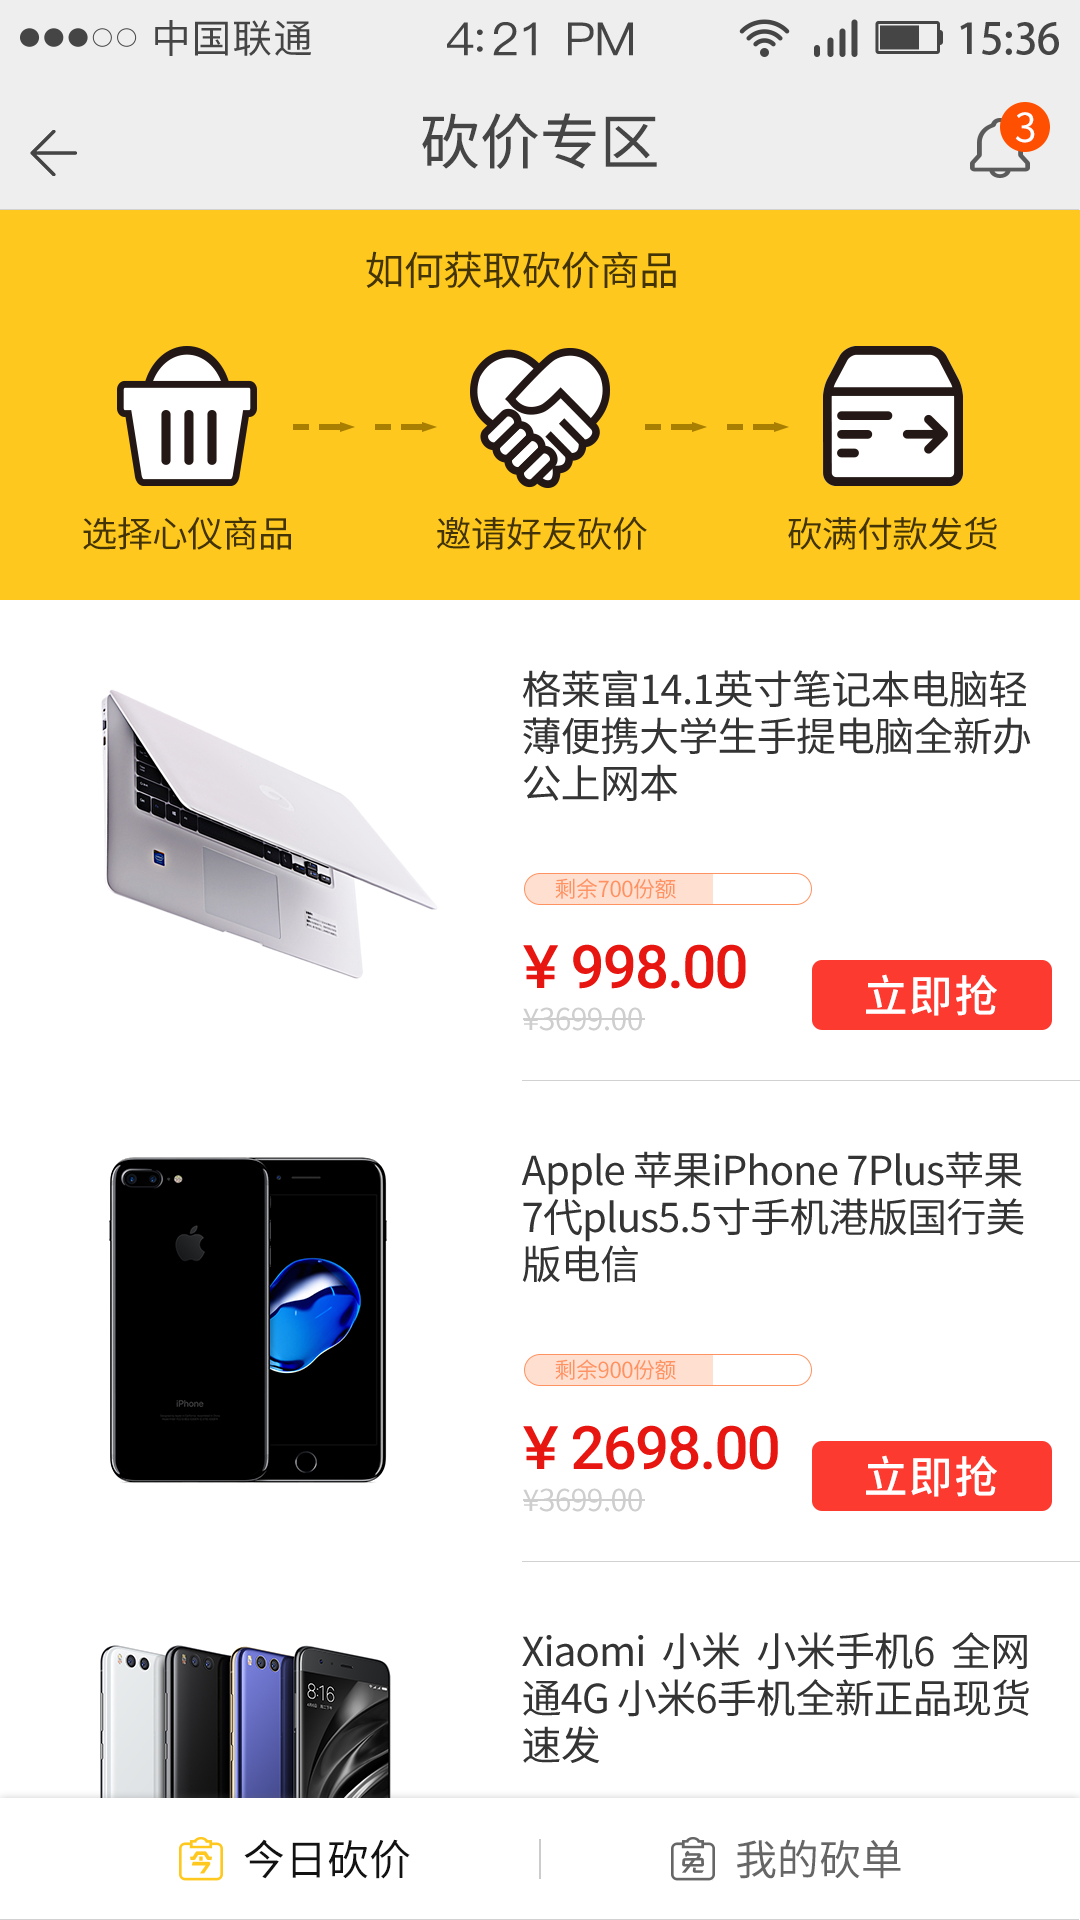 中国联通 4:21 PM 15:36
砍价专区
3
如何获取砍价商品
选择心仪商品 邀请好友砍价 砍满付款发货
格莱富14.1英寸笔记本电脑轻
薄便携大学生手提电脑全新办
公上网本
剩余700份额
¥ 998.00
¥3699.00
立即抢
Apple 苹果iPhone 7Plus苹果
7代plus5.5寸手机港版国行美
版电信
iPhone
剩余900份额
¥ 2698.00
¥3699.00
立即抢
Xiaomi 小米 小米手机6 全网
通4G 小米6手机全新正品现货
速发
8:16
今 今日砍价
免 我的砍单